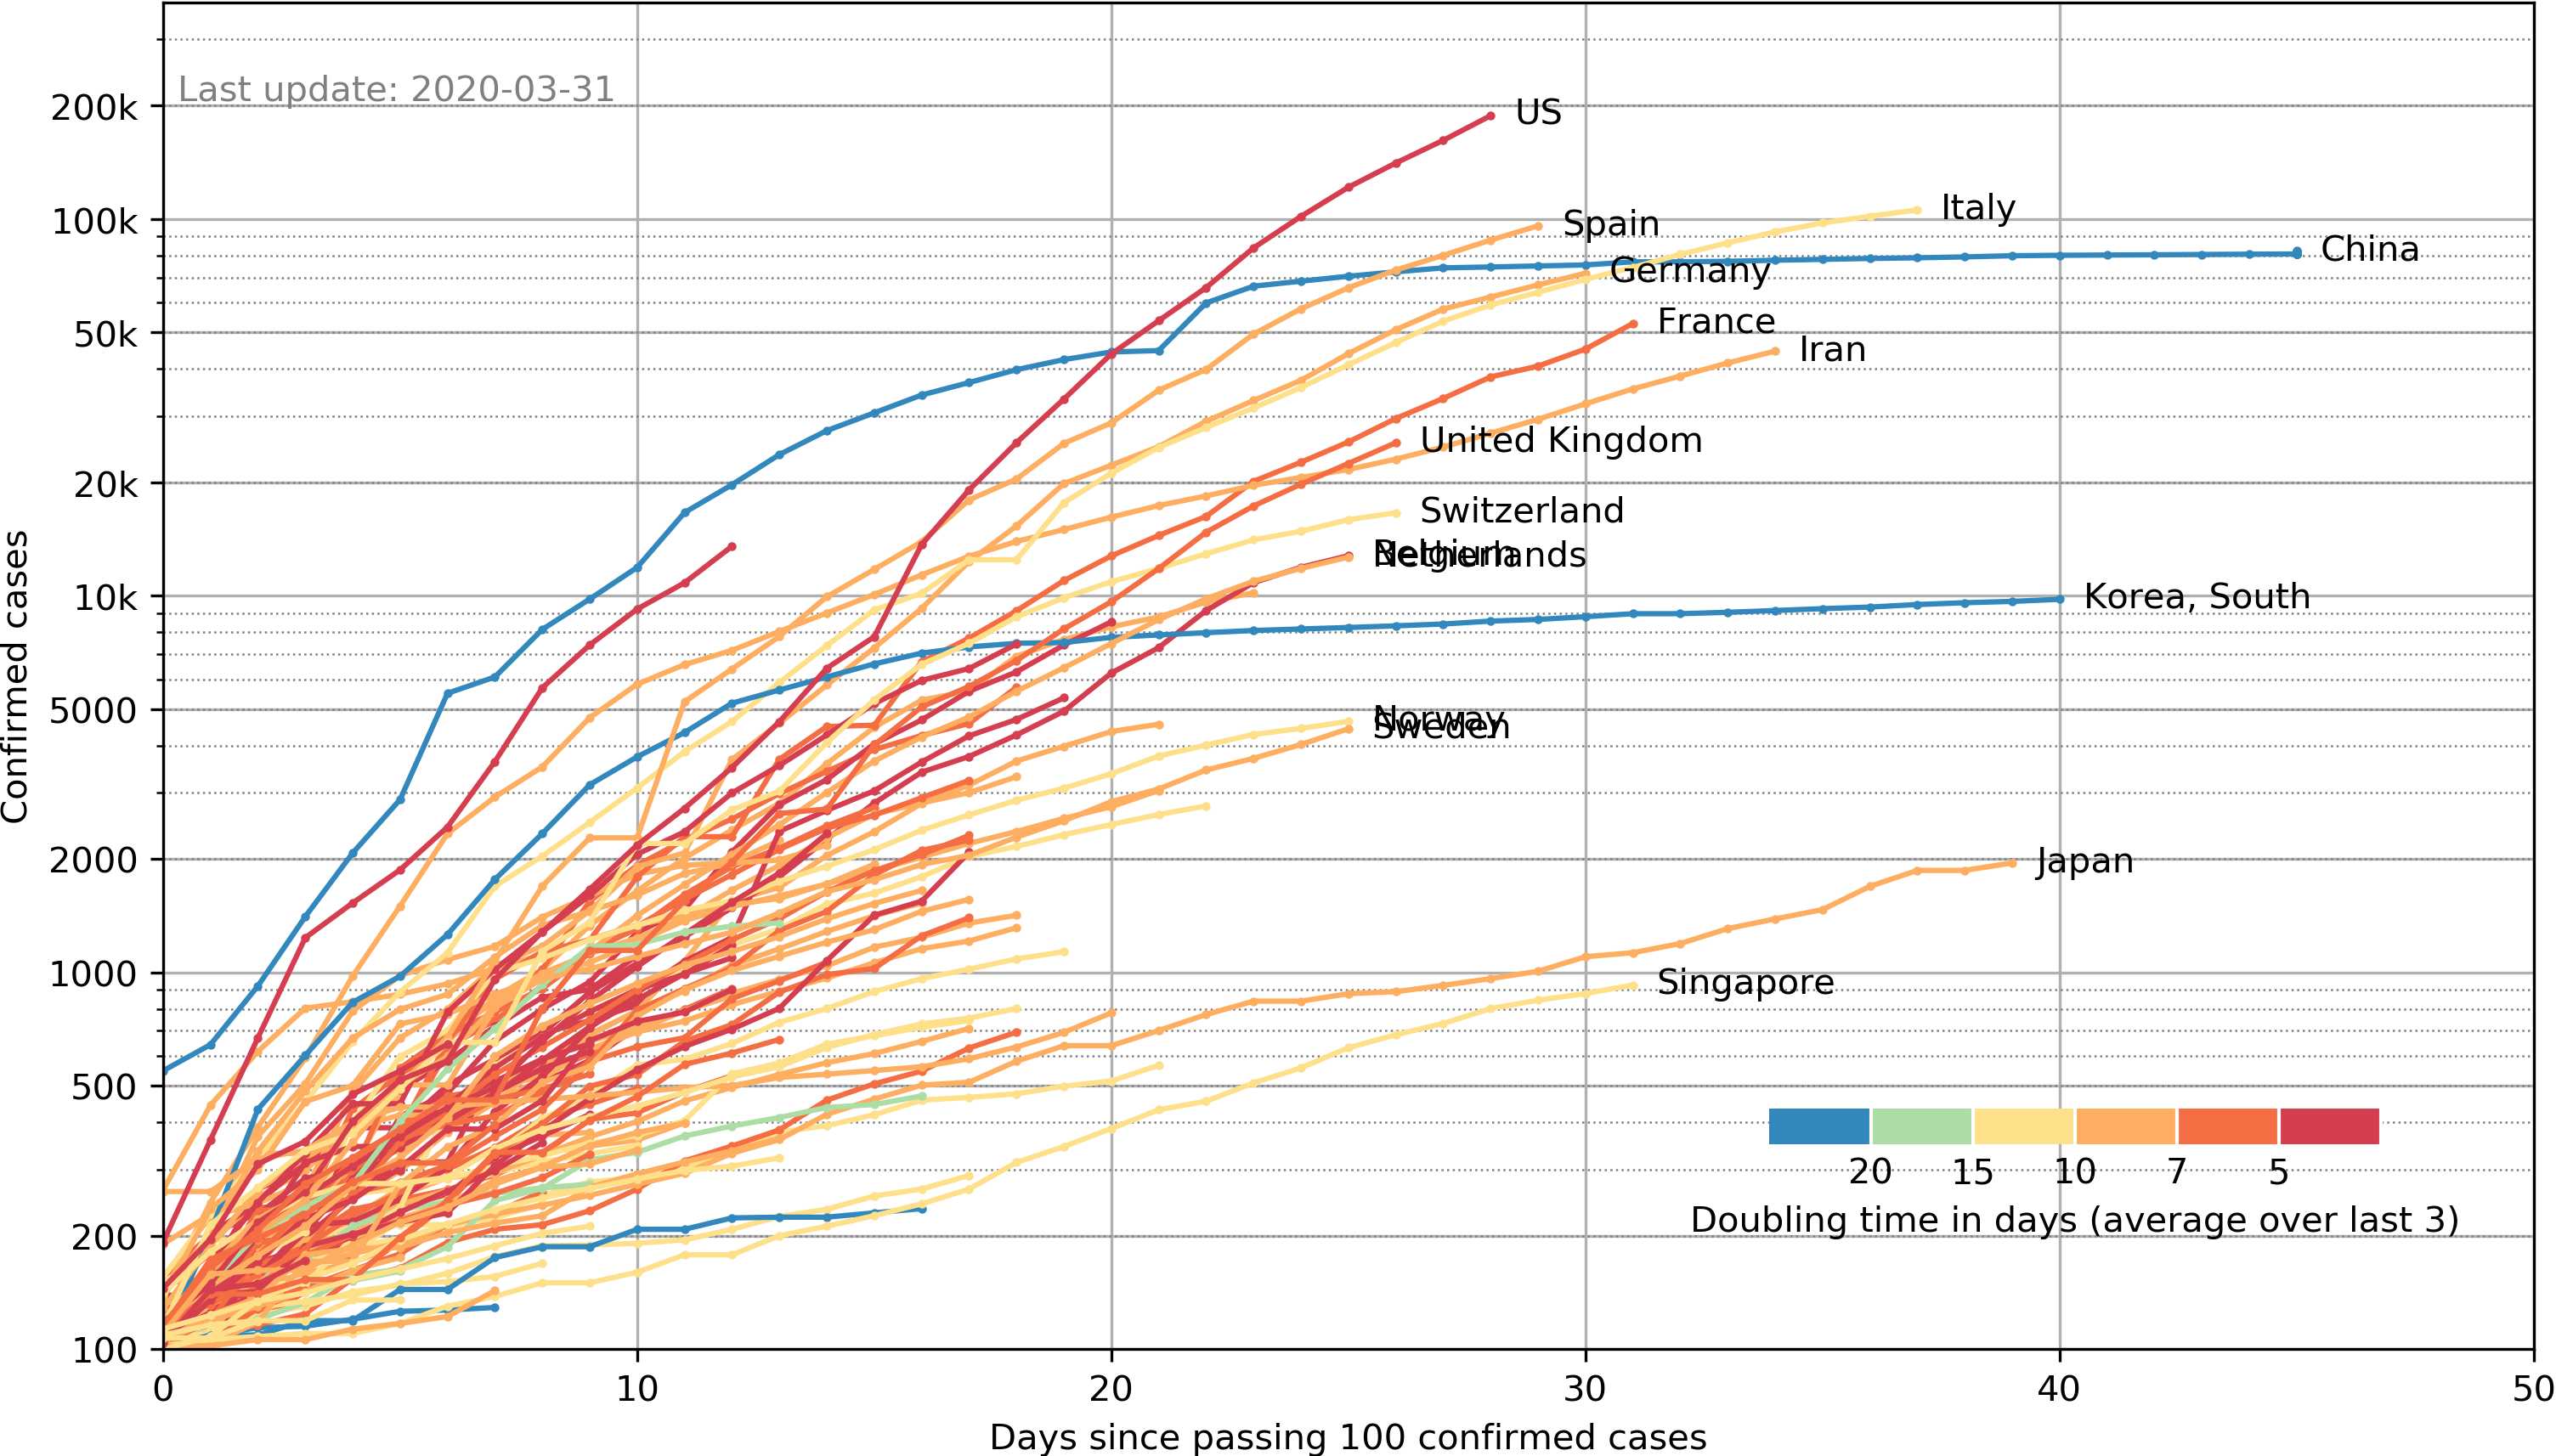 Last update: 2020-03-31
200k
100k
50k
20k
10k
5000
2000
1000
500
200
100
Confirmed cases
US
Italy
Spain
China
Germany
France
Iran
United Kingdom
Switzerland
Belgium
Netherlands
Korea, South
Norway
Sweden
Japan
Singapore
20 15 10 7 5
Doubling time in days (average over last 3)
0 10 20 30 40 50
Days since passing 100 confirmed cases